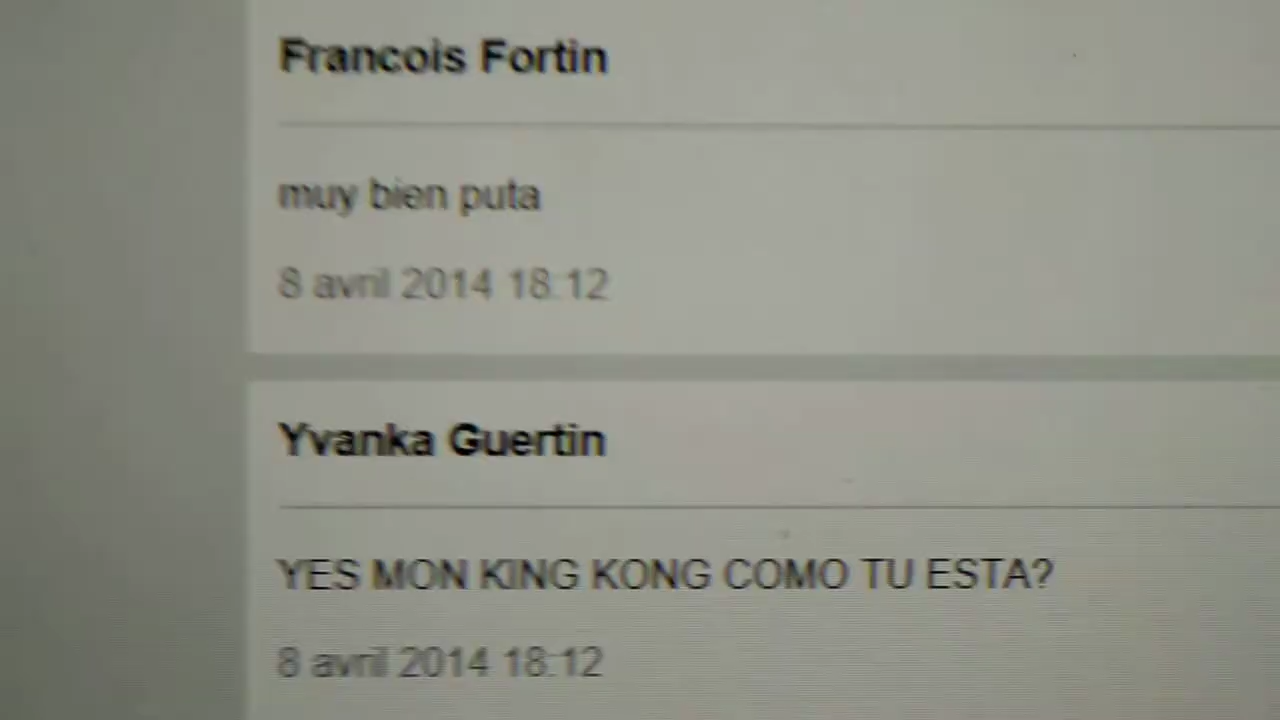 Francois Fortin
muy bien puta
8 avril 2014 18:12
Yvanka Guertin
YES MON KING KONG COMO TU ESTA?
8 avril 2014 18:12